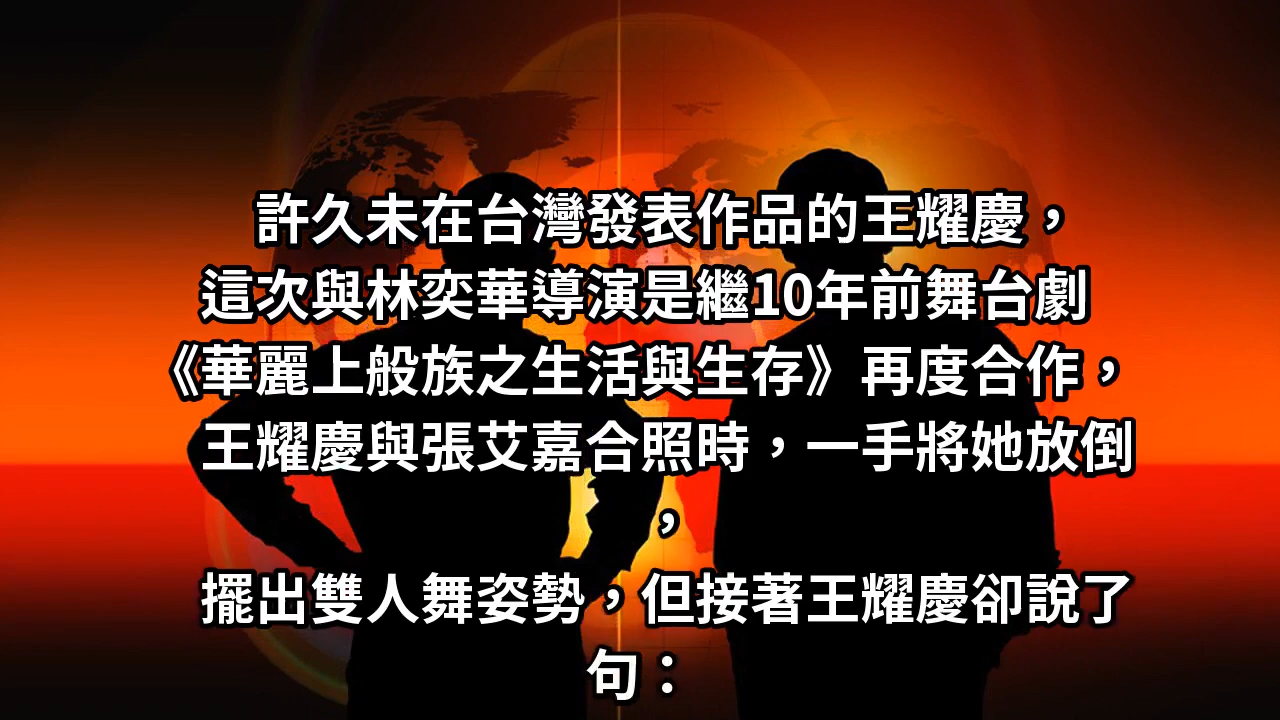 許久未在台灣發表作品的王耀慶，
這次與林奕華導演是繼10年前舞台劇
《華麗上般族之生活與生存》再度合作，
王耀慶與張艾嘉合照時，一手將她放倒
，
擺出雙人舞姿勢，但接著王耀慶卻說了
句：